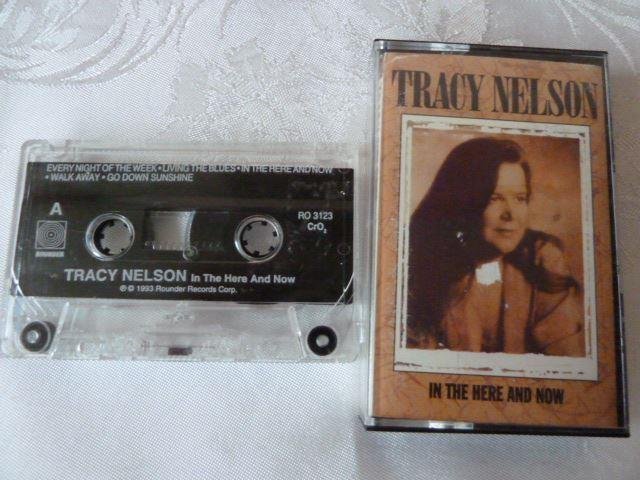 EVERY NIGHT OF THE WEEK • LIVING THE BLUES • IN THE HERE AND NOW
• WALK AWAY • GO DOWN SUNSHINE
A
ROUNDER
RO 3123
CrO₂
TRACY NELSON In The Here And Now
℗ © 1993 Rounder Records Corp.
TRACY NELSON
IN THE HERE AND NOW